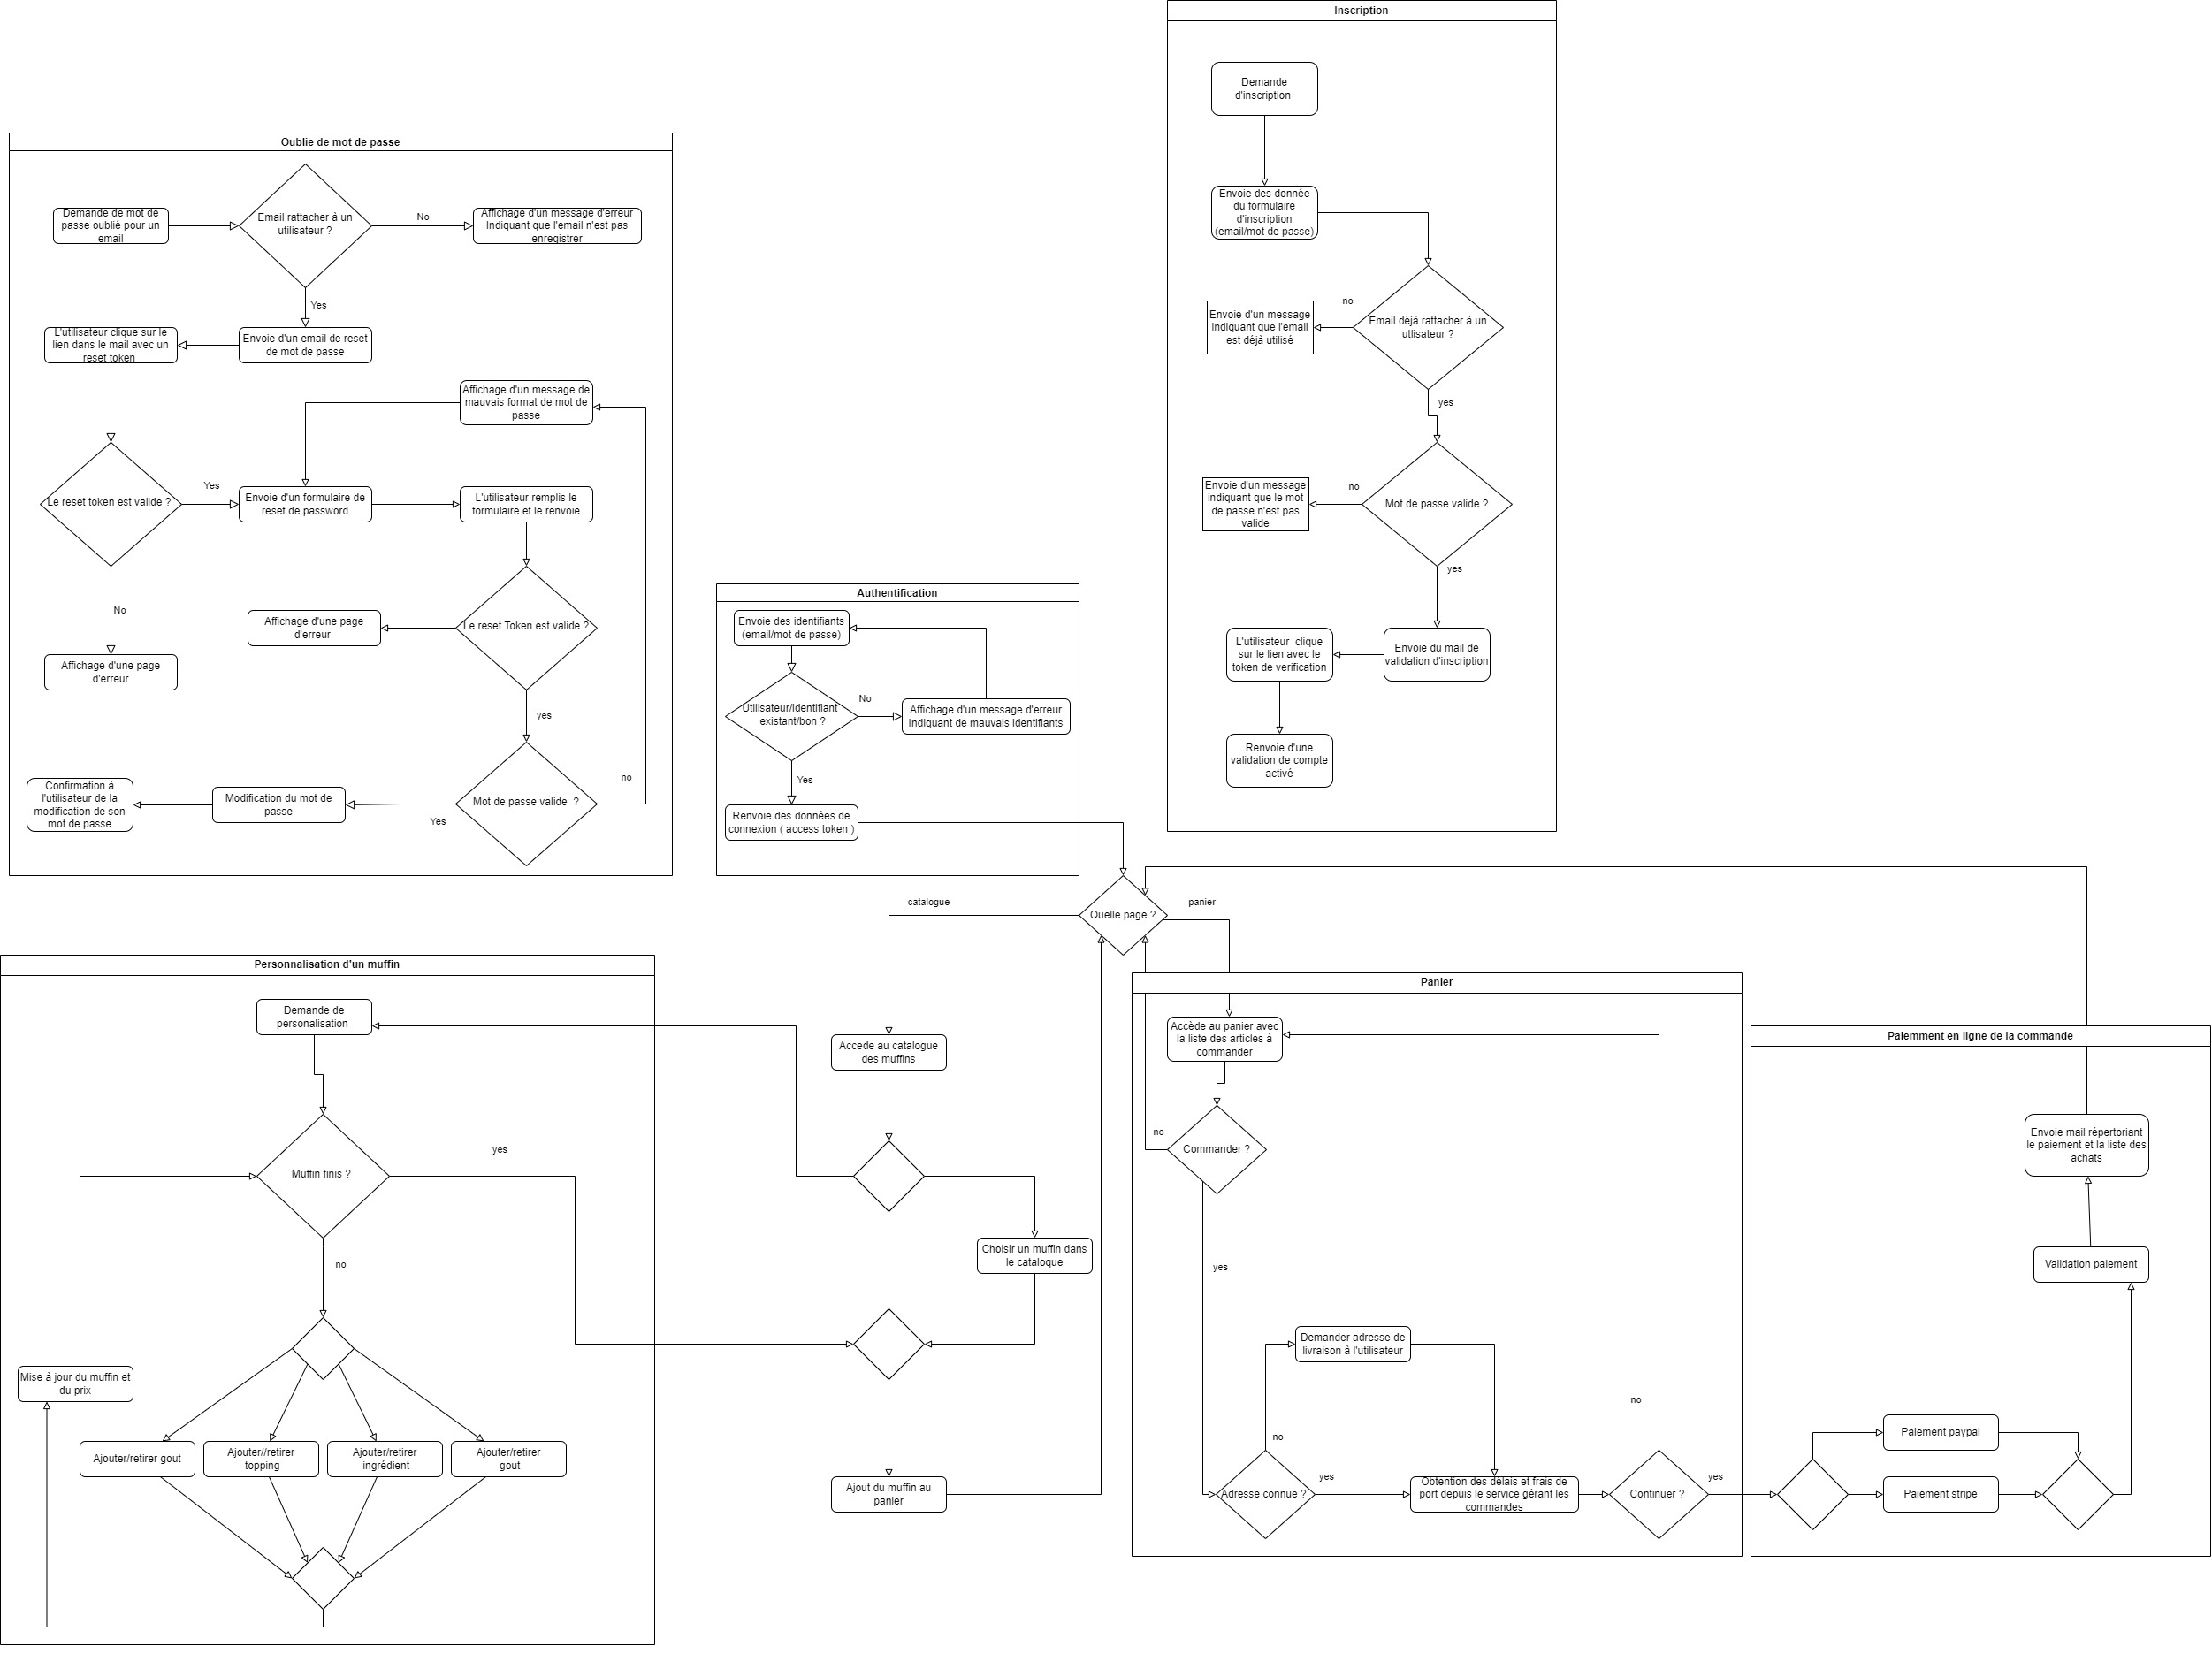 Inscription
Demande
d'inscription
Envoie des donnée
du formulaire
d'inscription
(email/mot de passe)
Email déjà rattacher à un
utlisateur ?
no
Envoie d'un message
indiquant que l'email
est déjà utilisé
yes
Mot de passe valide ?
no
Envoie d'un message
indiquant que le mot
de passe n'est pas
valide
yes
Envoie du mail de
validation d'inscription
L'utilisateur clique
sur le lien avec le
token de verification
Renvoie d'une
validation de compte
activé
Oublie de mot de passe
Demande de mot de
passe oublié pour un
email
Email rattacher à un
utilisateur ?
No
Affichage d'un message d'erreur
Indiquant que l'email n'est pas
enregistrer
Yes
Envoie d'un email de reset
de mot de passe
L'utilisateur clique sur le
lien dans le mail avec un
reset token
Affichage d'un message de
mauvais format de mot de
passe
Le reset token est valide ?
Yes
Envoie d'un formulaire de
reset de password
L'utilisateur remplis le
formulaire et le renvoie
No
Affichage d'une page
d'erreur
Le reset Token est valide ?
Affichage d'une page
d'erreur
yes
Mot de passe valide ?
no
Yes
Modification du mot de
passe
Confirmation à
l'utilisateur de la
modification de son
mot de passe
Authentification
Envoie des identifiants
(email/mot de passe)
Utilisateur/identifiant
existant/bon ?
No
Affichage d'un message d'erreur
Indiquant de mauvais identifiants
Yes
Renvoie des données de
connexion ( access token )
Quelle page ?
catalogue
panier
Accede au catalogue
des muffins
Choisir un muffin dans
le cataloque
Ajout du muffin au
panier
Personnalisation d'un muffin
Demande de
personalisation
Muffin finis ?
yes
no
Mise à jour du muffin et
du prix
Ajouter/retirer gout
Ajouter//retirer
topping
Ajouter/retirer
ingrédient
Ajouter/retirer
gout
Panier
Accède au panier avec
la liste des articles à
commander
Commander ?
no
yes
Demander adresse de
livraison à l'utilisateur
no
Adresse connue ?
yes
Obtention des délais et frais de
port depuis le service gérant les
commandes
no
Continuer ?
yes
Paiemment en ligne de la commande
Envoie mail répertoriant
le paiement et la liste des
achats
Validation paiement
Paiement paypal
Paiement stripe